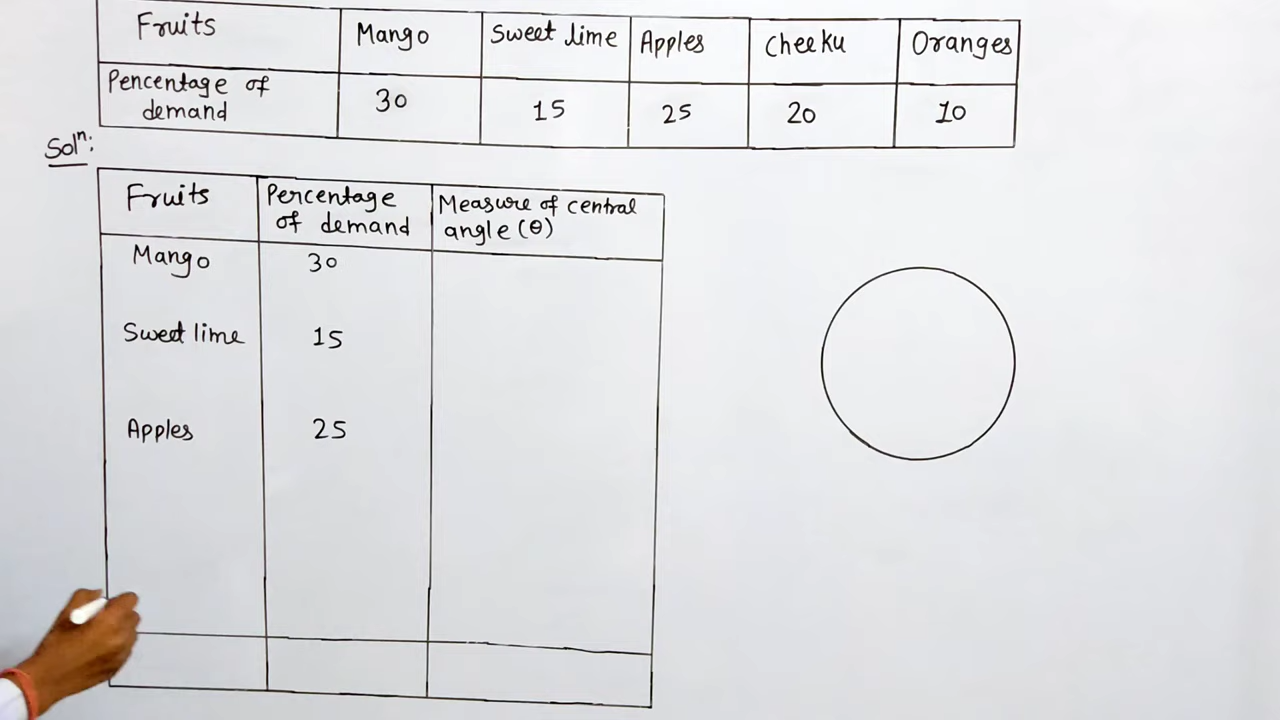 Fruits Mango Sweet lime Apples Cheeku Oranges
Pencentage of demand 30 15 25 20 10
Solⁿ:
Fruits Percentage of demand Measure of central angle (θ)
Mango 30
Sweet lime 15
Apples 25